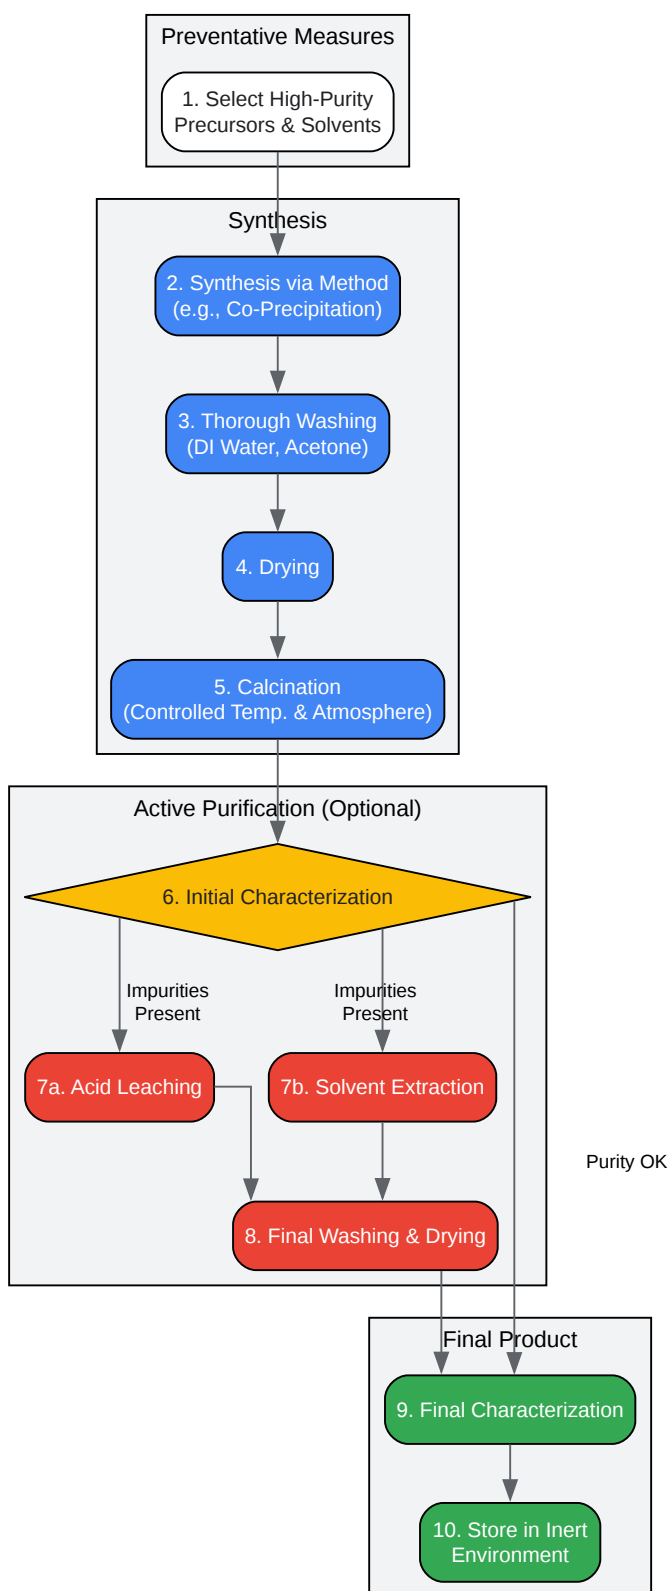 Preventative Measures
1. Select High-Purity
Precursors & Solvents
Synthesis
2. Synthesis via Method
(e.g., Co-Precipitation)
3. Thorough Washing
(DI Water, Acetone)
4. Drying
5. Calcination
(Controlled Temp. & Atmosphere)
Active Purification (Optional)
6. Initial Characterization
Impurities
Present
Impurities
Present
7a. Acid Leaching
7b. Solvent Extraction
Purity OK
8. Final Washing & Drying
Final Product
9. Final Characterization
10. Store in Inert
Environment